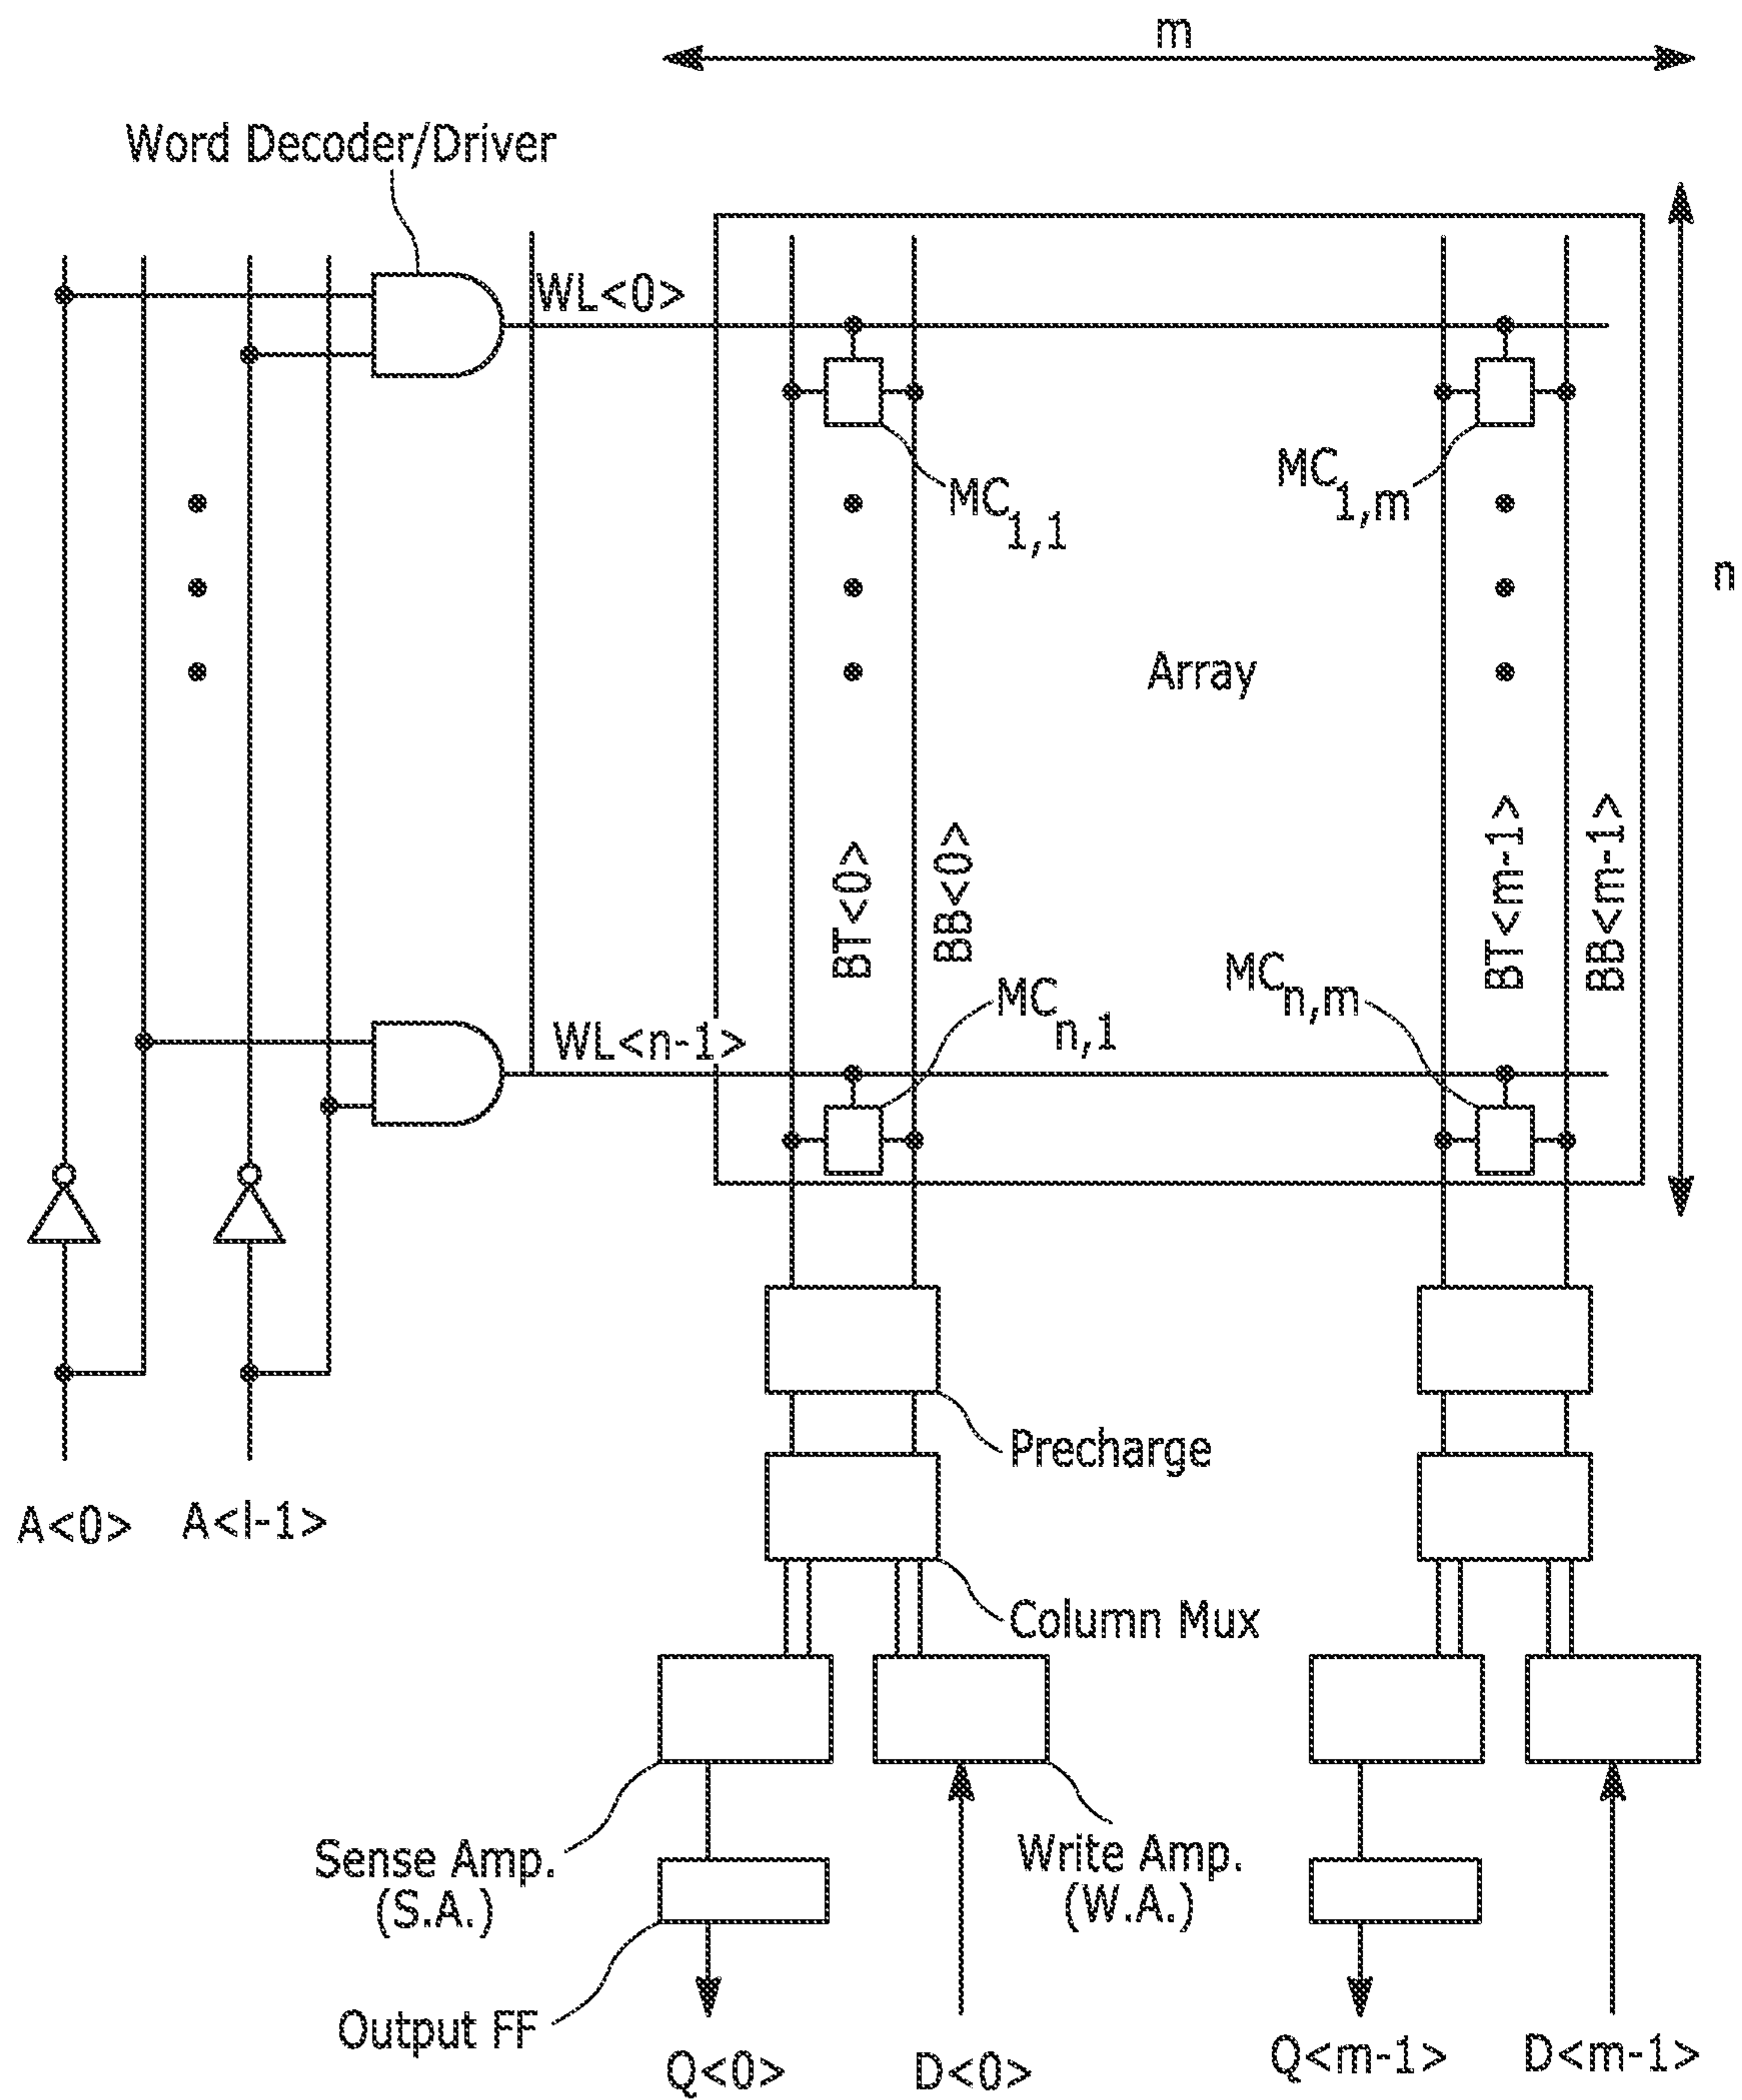 m
Word Decoder/Driver
WL<0>
MC1,1
MC1,m
n
Array
BT<0>
BB<0>
BT<m-1>
BB<m-1>
WL<n-1>
MCn,1
MCn,m
Precharge
A<0>
A<l-1>
Column Mux
Sense Amp.
(S.A.)
Write Amp.
(W.A.)
Output FF
Q<0>
D<0>
Q<m-1>
D<m-1>